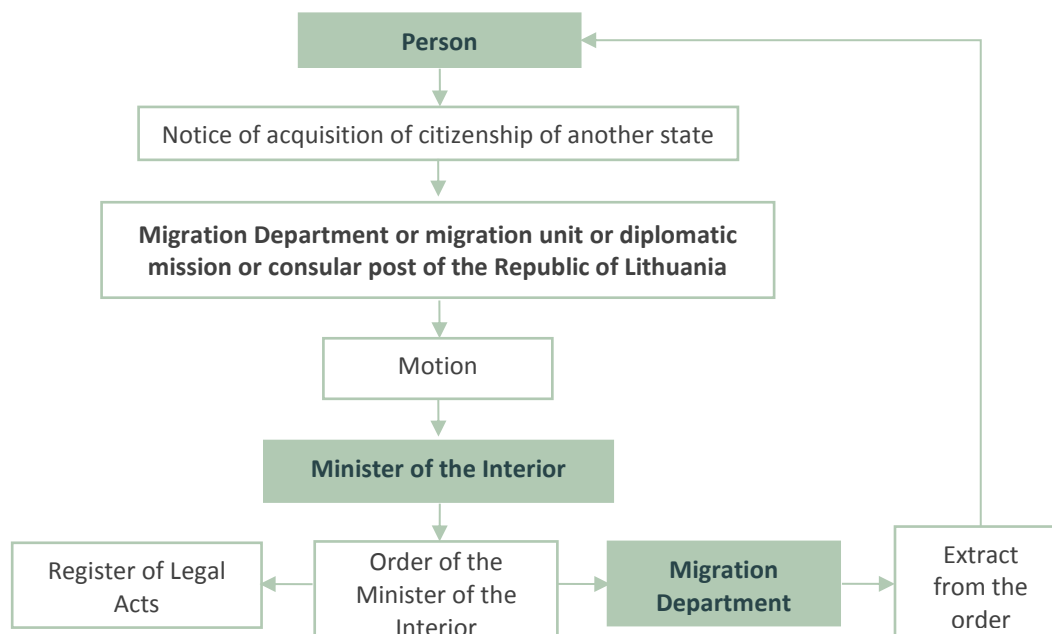 Person
Notice of acquisition of citizenship of another state
Migration Department or migration unit or diplomatic
mission or consular post of the Republic of Lithuania
Motion
Minister of the Interior
Register of Legal
Acts
Order of the
Minister of the
Interior
Migration
Department
Extract
from the
order